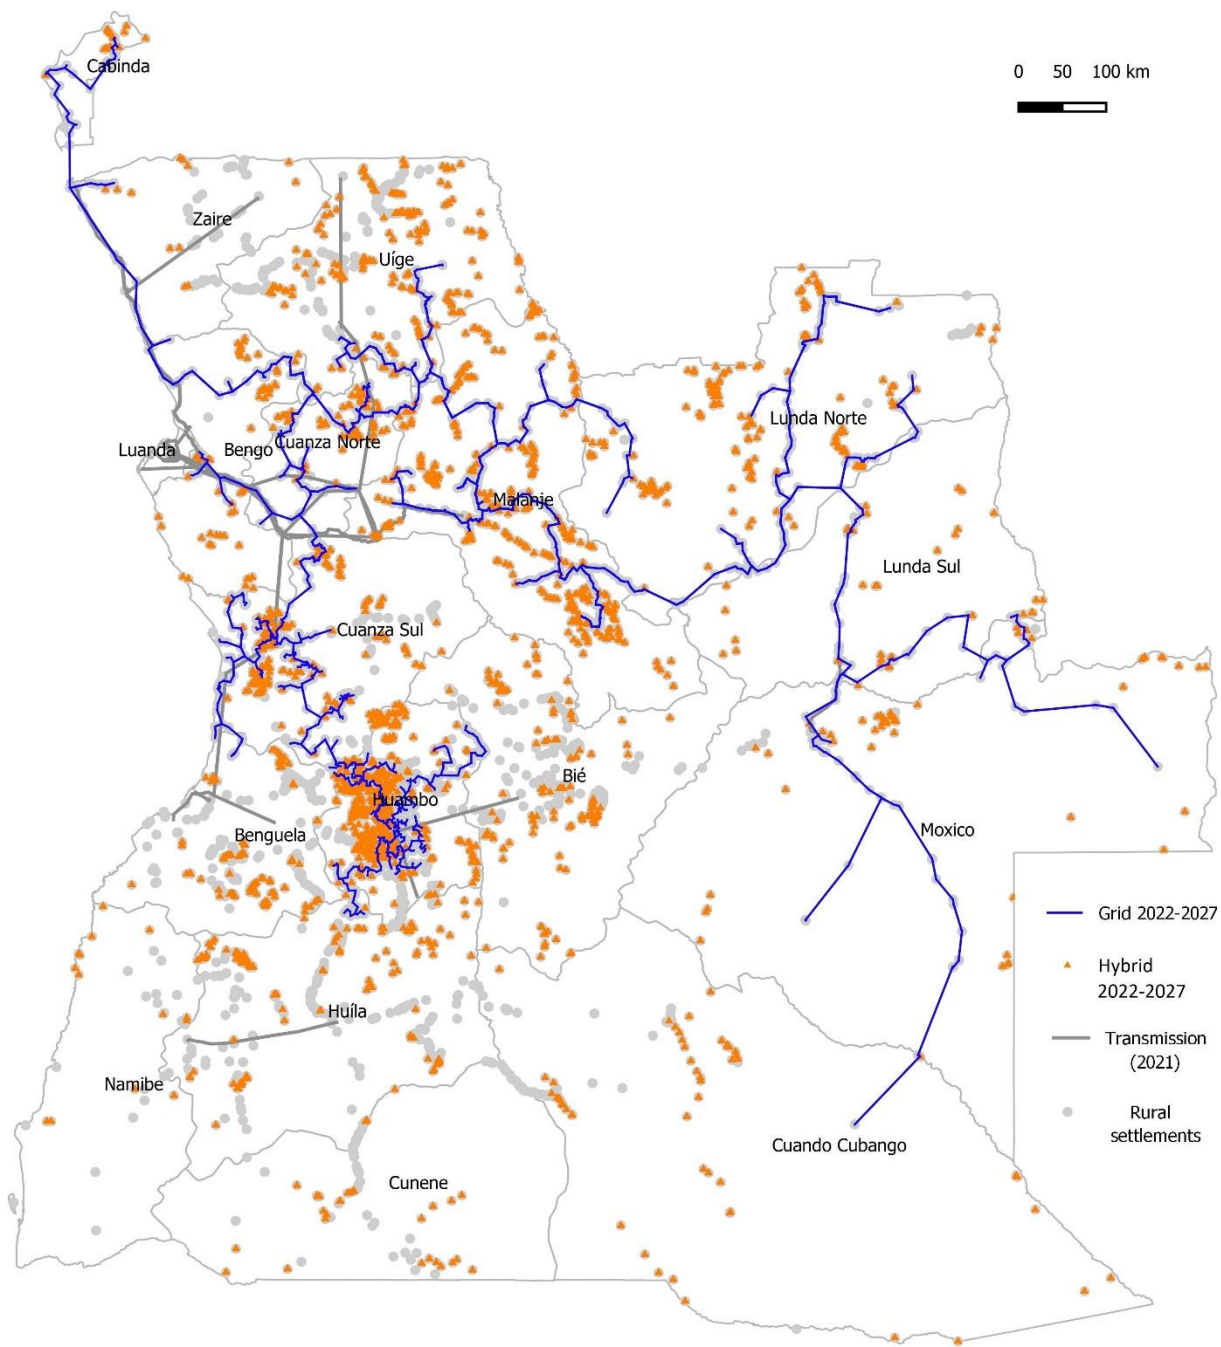 0 50 100 km
Cabinda
Zaire
Uíge
Lunda Norte
Luanda
Bengo
Cuanza Norte
Malanje
Lunda Sul
Cuanza Sul
Bié
Huambo
Benguela
Moxico
Grid 2022-2027
Hybrid
2022-2027
Huíla
Transmission
(2021)
Namibe
Rural
settlements
Cuando Cubango
Cunene